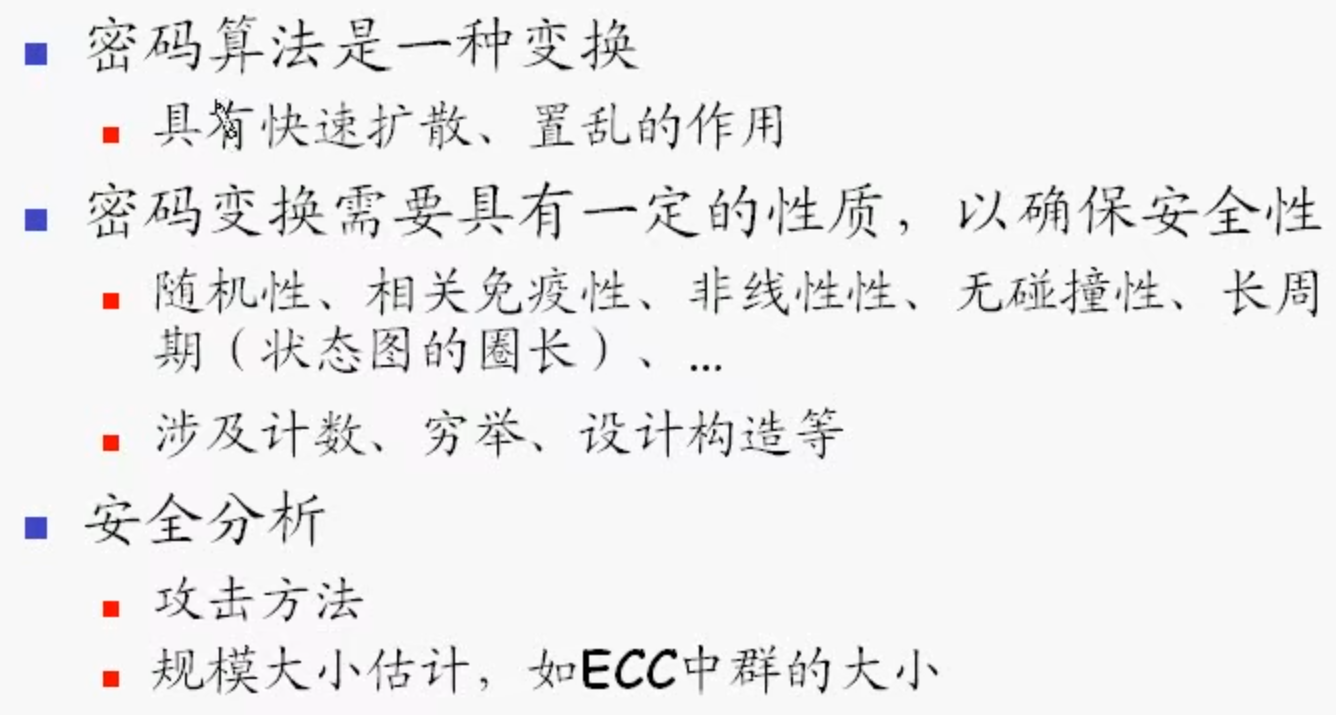 密码算法是一种变换
具有快速扩散、置乱的作用
密码变换需要具有一定的性质，以确保安全性
随机性、相关免疫性、非线性性、无碰撞性、长周
期（状态图的圈长）、...
涉及计数、穷举、设计构造等
安全分析
攻击方法
规模大小估计，如ECC中群的大小